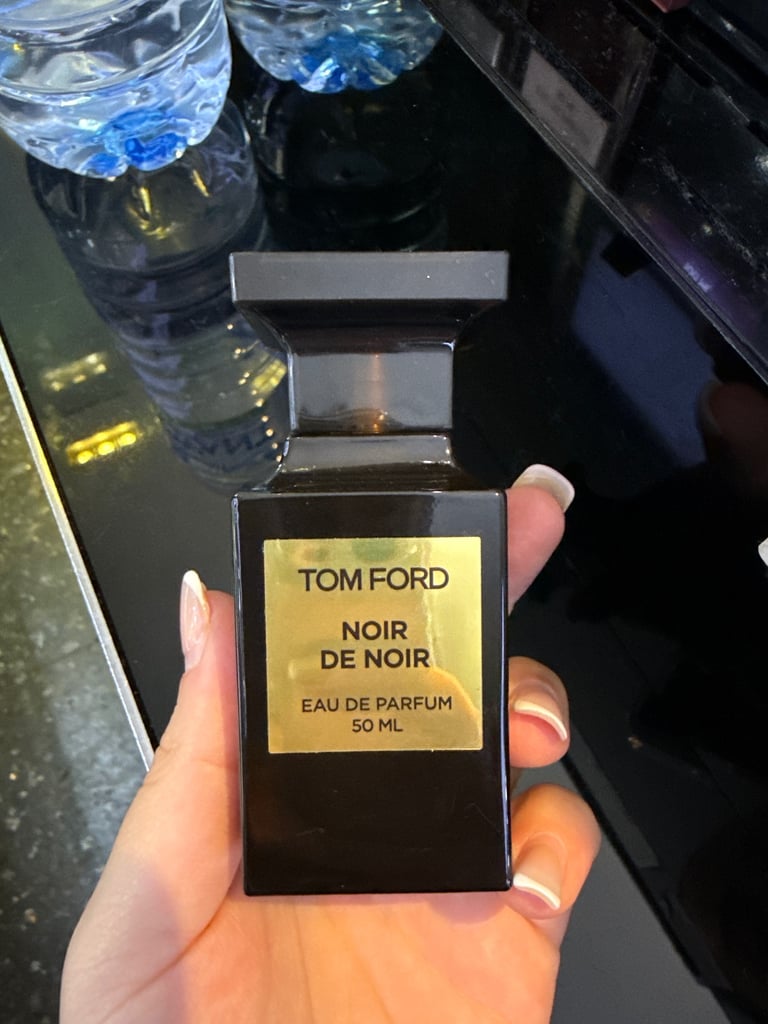 TOM FORD
NOIR
DE NOIR
EAU DE PARFUM
50 ML